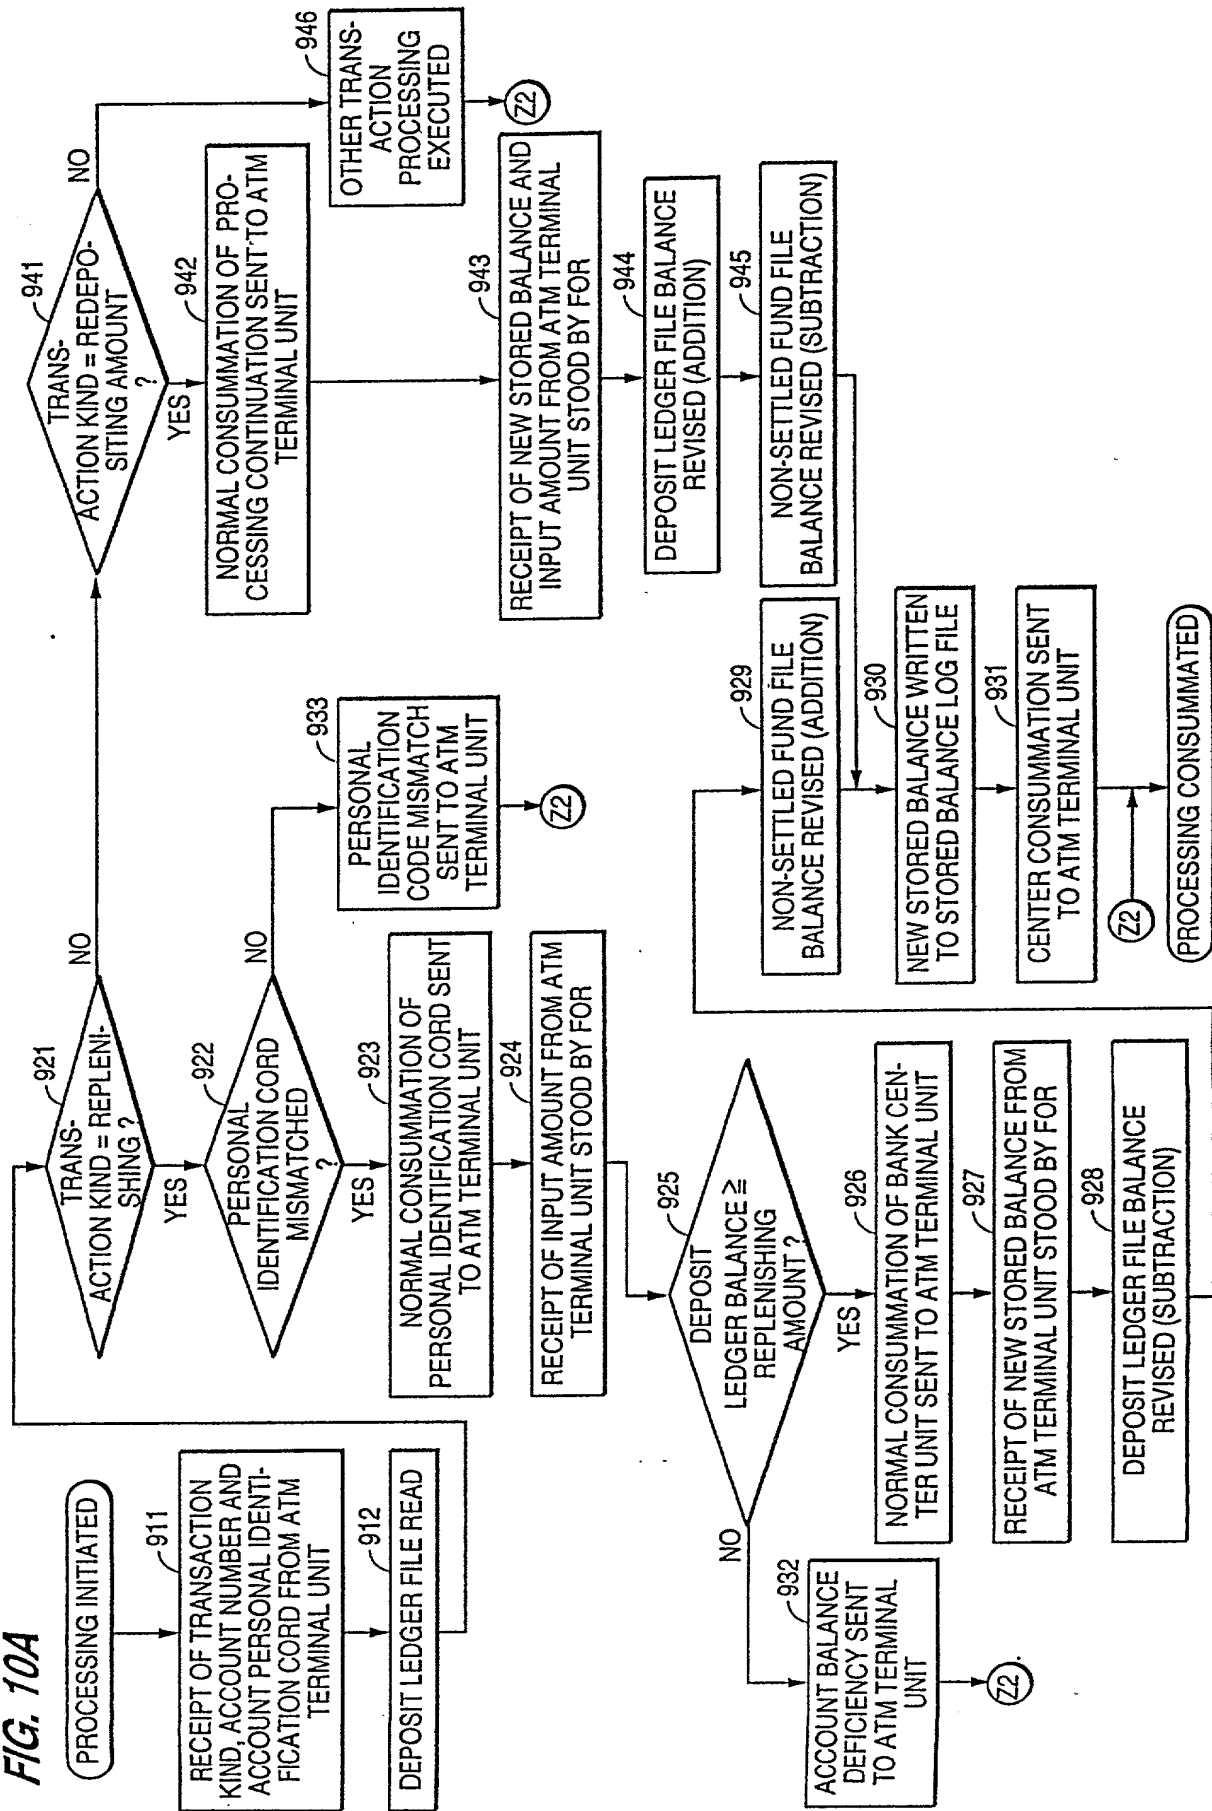 FIG. 10A
PROCESSING INITIATED
911
RECEIPT OF TRANSACTION
KIND, ACCOUNT NUMBER AND
ACCOUNT PERSONAL IDENTI-
FICATION CORD FROM ATM
TERMINAL UNIT
912
DEPOSIT LEDGER FILE READ
921
TRANS-
ACTION KIND = REPLENI-
SHING ?
NO
YES
922
PERSONAL
IDENTIFICATION CORD
MISMATCHED
?
NO
YES
923
NORMAL CONSUMMATION OF
PERSONAL IDENTIFICATION CORD SENT
TO ATM TERMINAL UNIT
924
RECEIPT OF INPUT AMOUNT FROM ATM
TERMINAL UNIT STOOD BY FOR
925
DEPOSIT
LEDGER BALANCE ≧
REPLENISHING
AMOUNT ?
NO
YES
926
NORMAL CONSUMMATION OF BANK CEN-
TER UNIT SENT TO ATM TERMINAL UNIT
927
RECEIPT OF NEW STORED BALANCE FROM
ATM TERMINAL UNIT STOOD BY FOR
928
DEPOSIT LEDGER FILE BALANCE
REVISED (SUBTRACTION)
932
ACCOUNT BALANCE
DEFICIENCY SENT
TO ATM TERMINAL
UNIT
Z2
933
PERSONAL
IDENTIFICATION
CODE MISMATCH
SENT TO ATM
TERMINAL UNIT
Z2
929
NON-SETTLED FUND FILE
BALANCE REVISED (ADDITION)
930
NEW STORED BALANCE WRITTEN
TO STORED BALANCE LOG FILE
931
CENTER CONSUMMATION SENT
TO ATM TERMINAL UNIT
Z2
PROCESSING CONSUMMATED
941
TRANS-
ACTION KIND = REDEPO-
SITING AMOUNT
?
NO
YES
942
NORMAL CONSUMMATION OF PRO-
CESSING CONTINUATION SENT TO ATM
TERMINAL UNIT
943
RECEIPT OF NEW STORED BALANCE AND
INPUT AMOUNT FROM ATM TERMINAL
UNIT STOOD BY FOR
944
DEPOSIT LEDGER FILE BALANCE
REVISED (ADDITION)
945
NON-SETTLED FUND FILE
BALANCE REVISED (SUBTRACTION)
946
OTHER TRANS-
ACTION
PROCESSING
EXECUTED
Z2